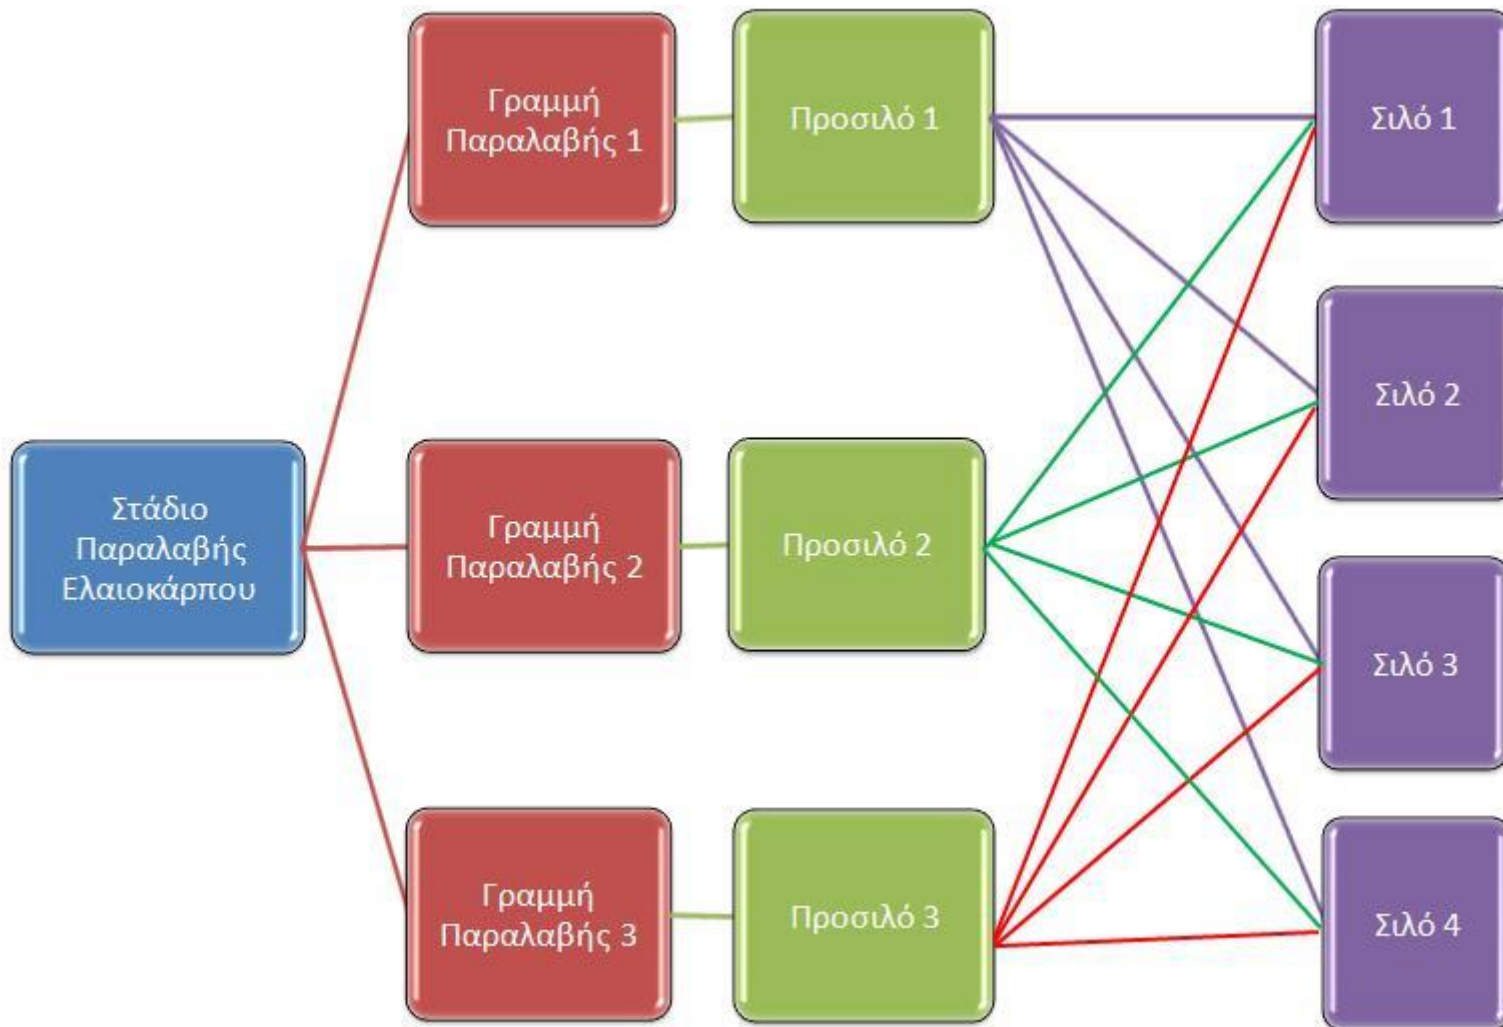 Γραμμή
Παραλαβής 1
Προσιλό 1
Σιλό 1
Σιλό 2
Στάδιο
Παραλαβής
Ελαιοκάρπου
Γραμμή
Παραλαβής 2
Προσιλό 2
Σιλό 3
Γραμμή
Παραλαβής 3
Προσιλό 3
Σιλό 4